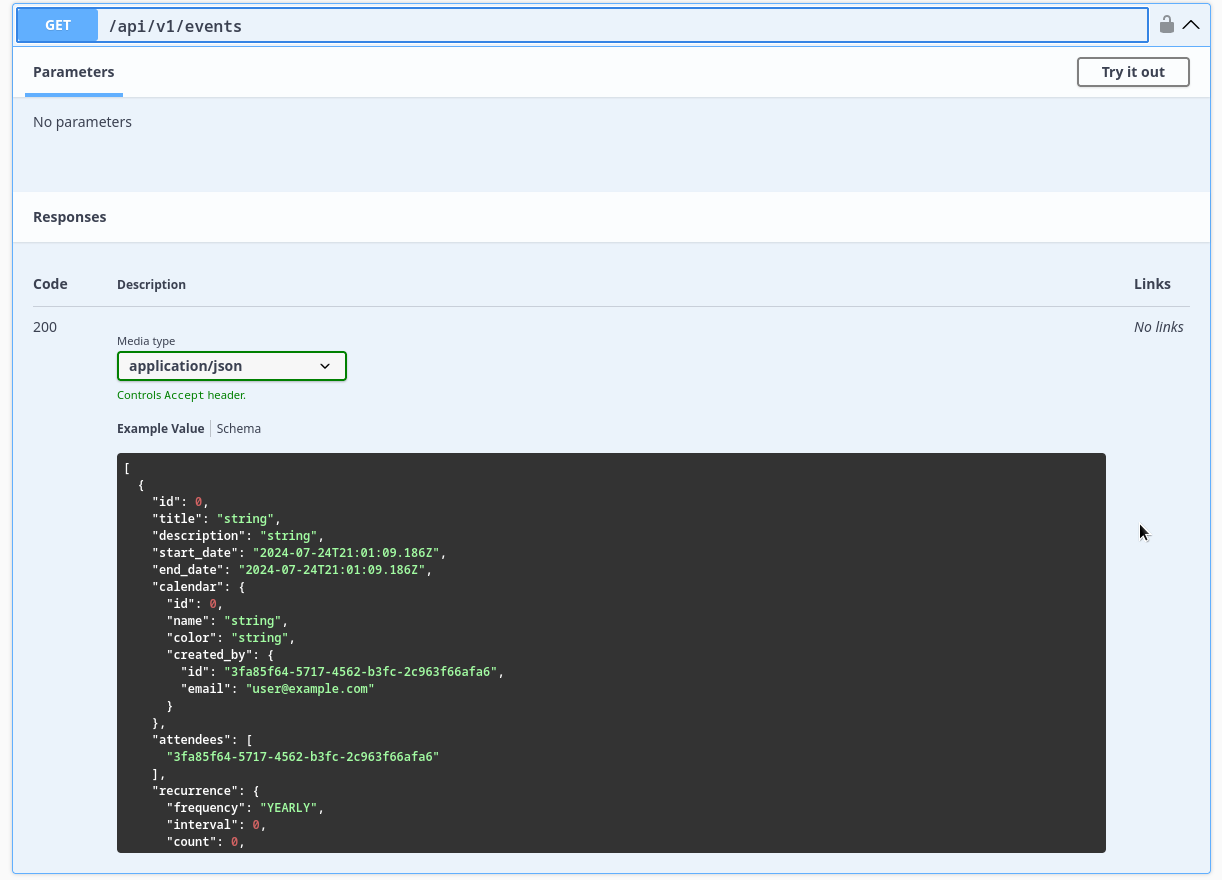 GET /api/v1/events
Parameters
Try it out
No parameters
Responses
Code Description Links
200 No links
Media type
application/json
Controls Accept header.
Example Value Schema
[
{
"id": 0,
"title": "string",
"description": "string",
"start_date": "2024-07-24T21:01:09.186Z",
"end_date": "2024-07-24T21:01:09.186Z",
"calendar": {
"id": 0,
"name": "string",
"color": "string",
"created_by": {
"id": "3fa85f64-5717-4562-b3fc-2c963f66afa6",
"email": "user@example.com"
}
},
"attendees": [
"3fa85f64-5717-4562-b3fc-2c963f66afa6"
],
"recurrence": {
"frequency": "YEARLY",
"interval": 0,
"count": 0,